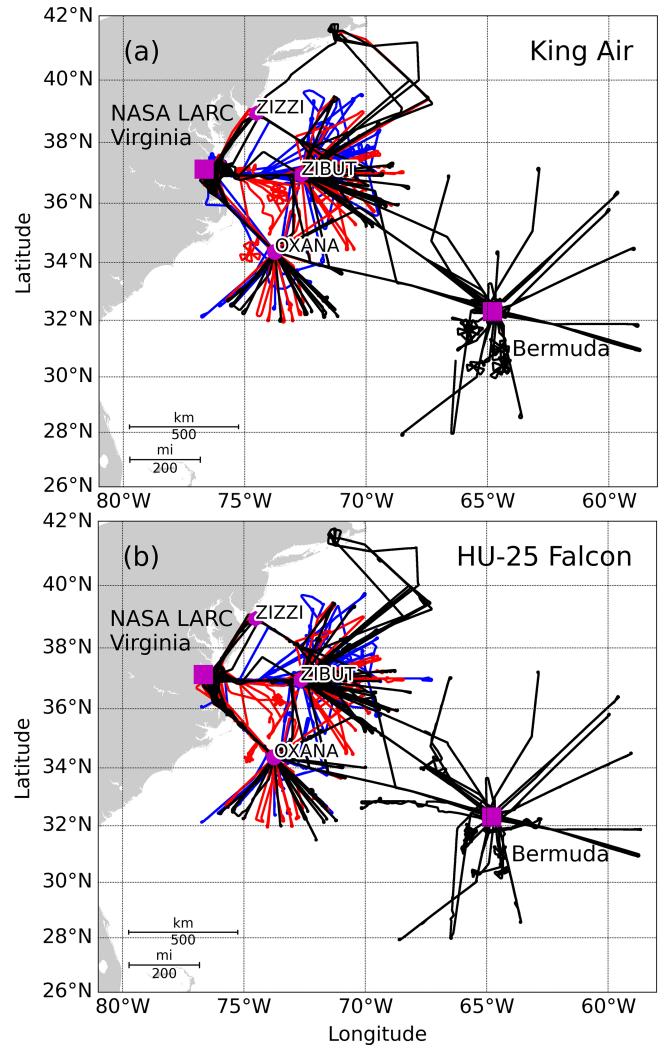 42°N
(a)
King Air
40°N
ZIZZI
NASA LARC
Virginia
38°N
ZIBUT
36°N
Latitude
OXANA
34°N
32°N
Bermuda
30°N
km
500
28°N
mi
200
26°N
80°W 75°W 70°W 65°W 60°W
42°N
(b)
HU-25 Falcon
40°N
ZIZZI
NASA LARC
Virginia
38°N
ZIBUT
36°N
Latitude
OXANA
34°N
32°N
Bermuda
30°N
km
500
28°N
mi
200
26°N
80°W 75°W 70°W 65°W 60°W
Longitude